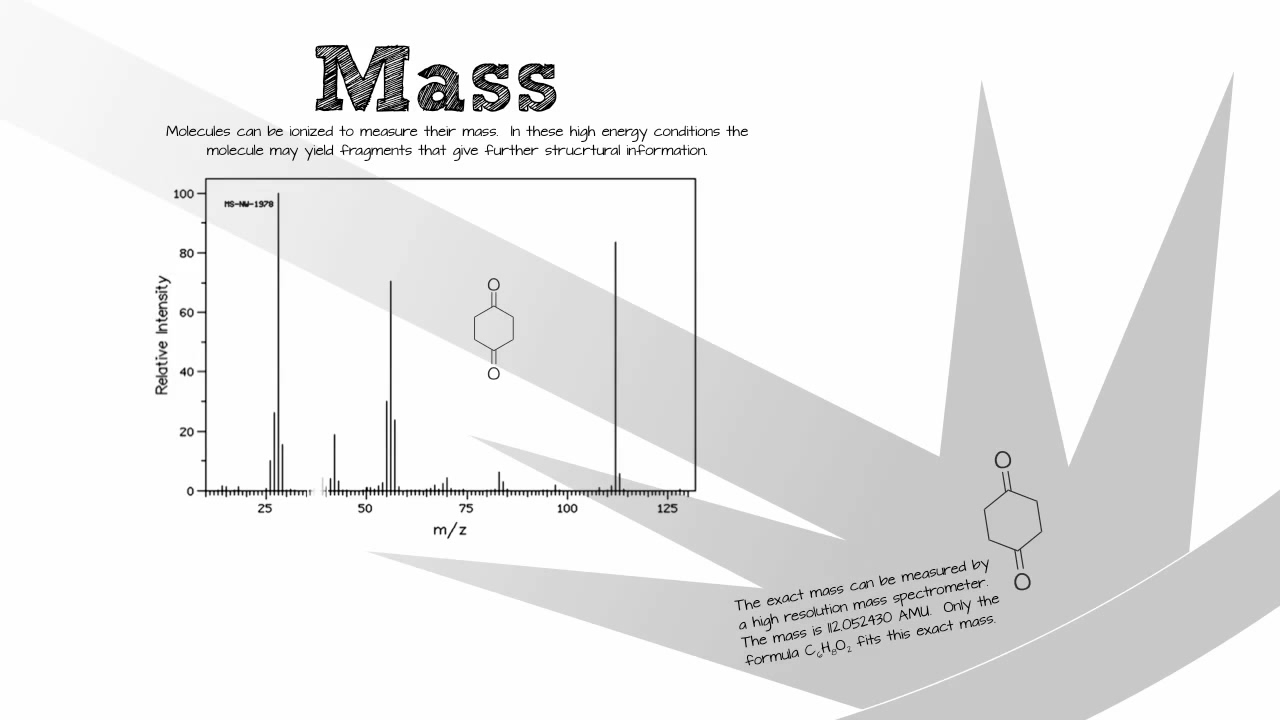 Mass
Molecules can be ionized to measure their mass. In these high energy conditions the
molecule may yield fragments that give further strucrtural information.
MS-NW-1978
100
80
60
40
20
0
Relative Intensity
25 50 75 100 125
m/z
O
O
O
O
The exact mass can be measured by
a high resolution mass spectrometer.
The mass is 112.052430 AMU. Only the
formula C₆H₈O₂ fits this exact mass.